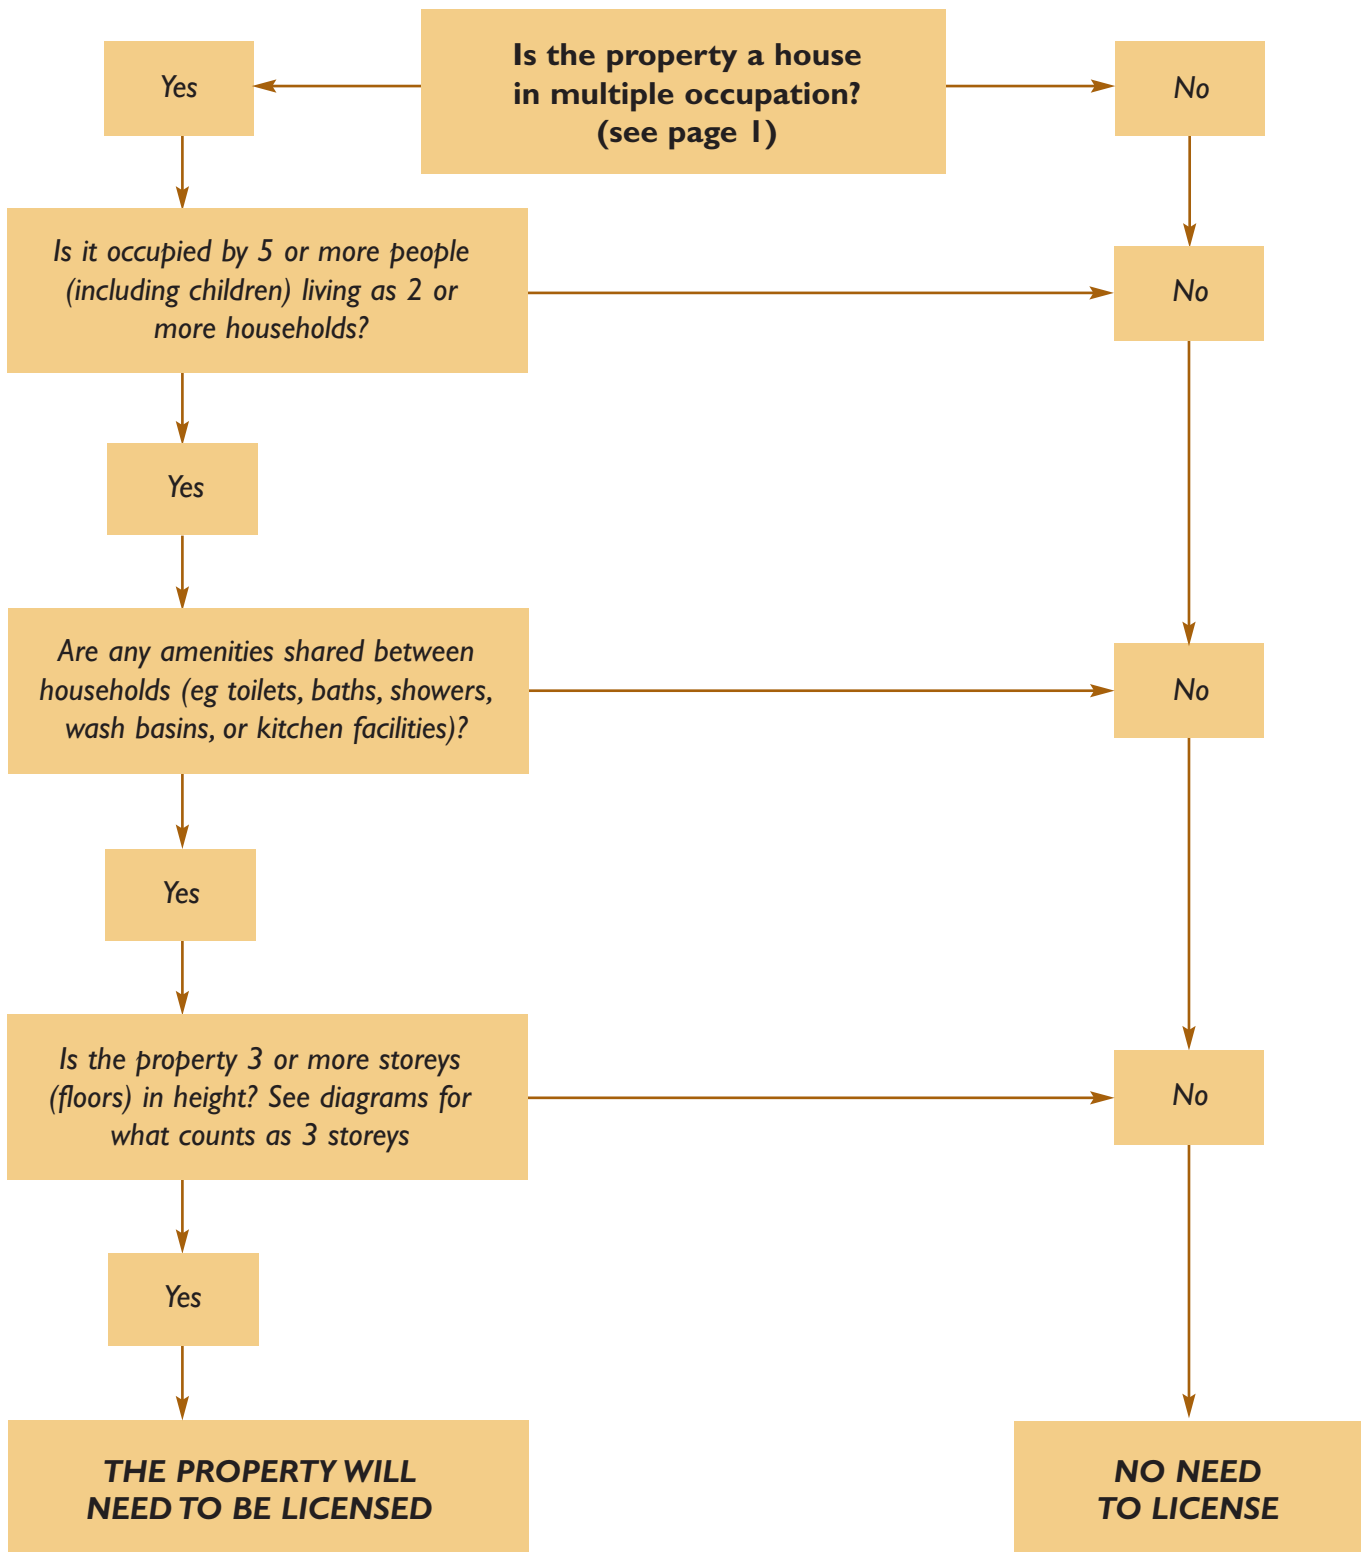 Is the property a house
in multiple occupation?
(see page 1)
Yes
No
Is it occupied by 5 or more people
(including children) living as 2 or
more households?
No
Yes
Are any amenities shared between
households (eg toilets, baths, showers,
wash basins, or kitchen facilities)?
No
Yes
Is the property 3 or more storeys
(floors) in height? See diagrams for
what counts as 3 storeys
No
Yes
THE PROPERTY WILL
NEED TO BE LICENSED
NO NEED
TO LICENSE